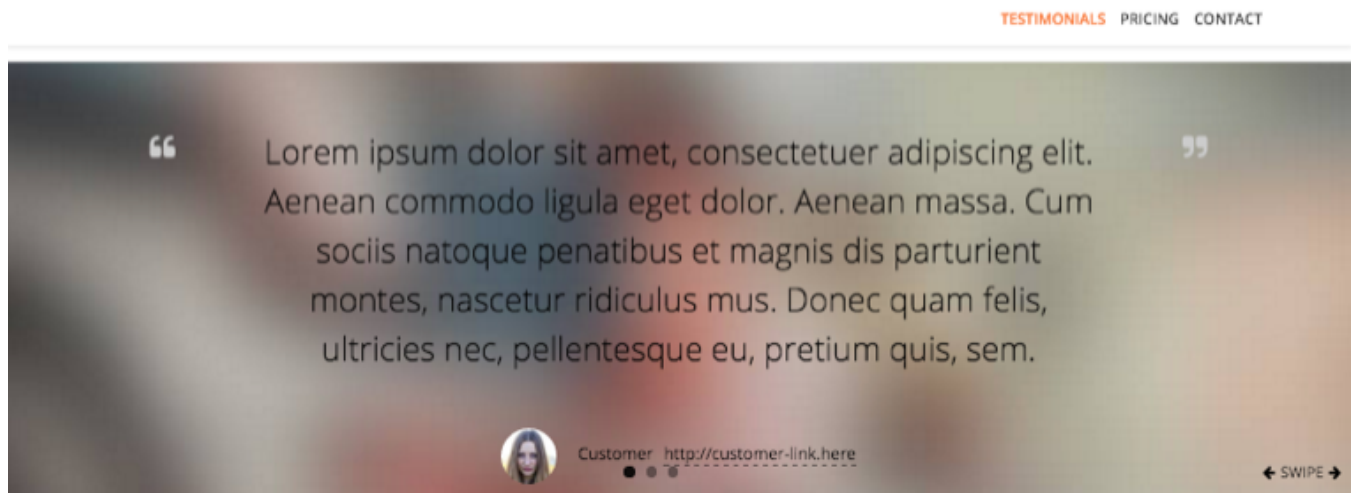 TESTIMONIALS PRICING CONTACT
“ Lorem ipsum dolor sit amet, consectetuer adipiscing elit. ”
Aenean commodo ligula eget dolor. Aenean massa. Cum
sociis natoque penatibus et magnis dis parturient
montes, nascetur ridiculus mus. Donec quam felis,
ultricies nec, pellentesque eu, pretium quis, sem.
Customer http://customer-link.here
← SWIPE →